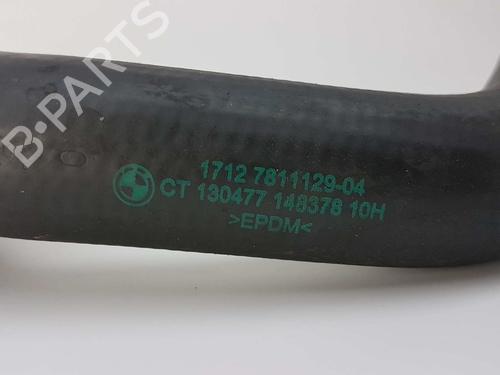 B-PARTS
1712 7811129-04
CT 130477 148378 10H
>EPDM<